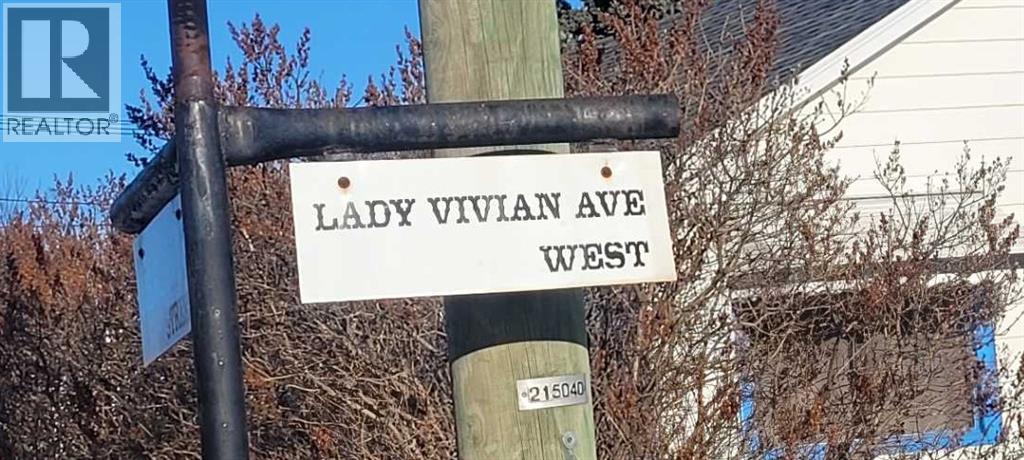 REALTOR®
LADY VIVIAN AVE
WEST
215040